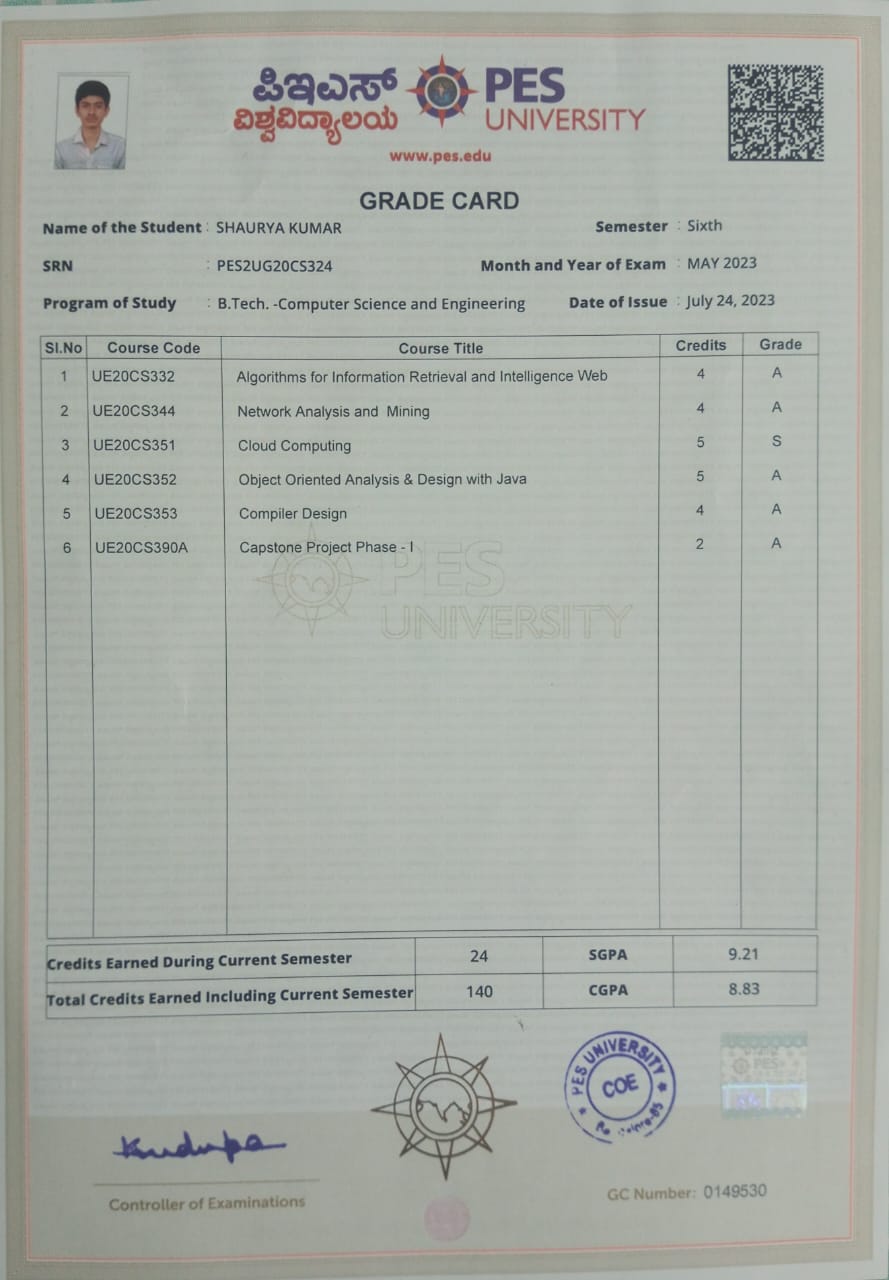 ಪಿಇಎಸ್ PES
ವಿಶ್ವವಿದ್ಯಾಲಯ UNIVERSITY
www.pes.edu
GRADE CARD
Name of the Student : SHAURYA KUMAR Semester : Sixth
SRN : PES2UG20CS324 Month and Year of Exam : MAY 2023
Program of Study : B.Tech. -Computer Science and Engineering Date of Issue : July 24, 2023
Sl.No Course Code Course Title Credits Grade
1 UE20CS332 Algorithms for Information Retrieval and Intelligence Web 4 A
2 UE20CS344 Network Analysis and Mining 4 A
3 UE20CS351 Cloud Computing 5 S
4 UE20CS352 Object Oriented Analysis & Design with Java 5 A
5 UE20CS353 Compiler Design 4 A
6 UE20CS390A Capstone Project Phase - I 2 A
PES
UNIVERSITY
Credits Earned During Current Semester 24 SGPA 9.21
Total Credits Earned Including Current Semester 140 CGPA 8.83
PES UNIVERSITY
COE
Controller of Examinations
GC Number: 0149530